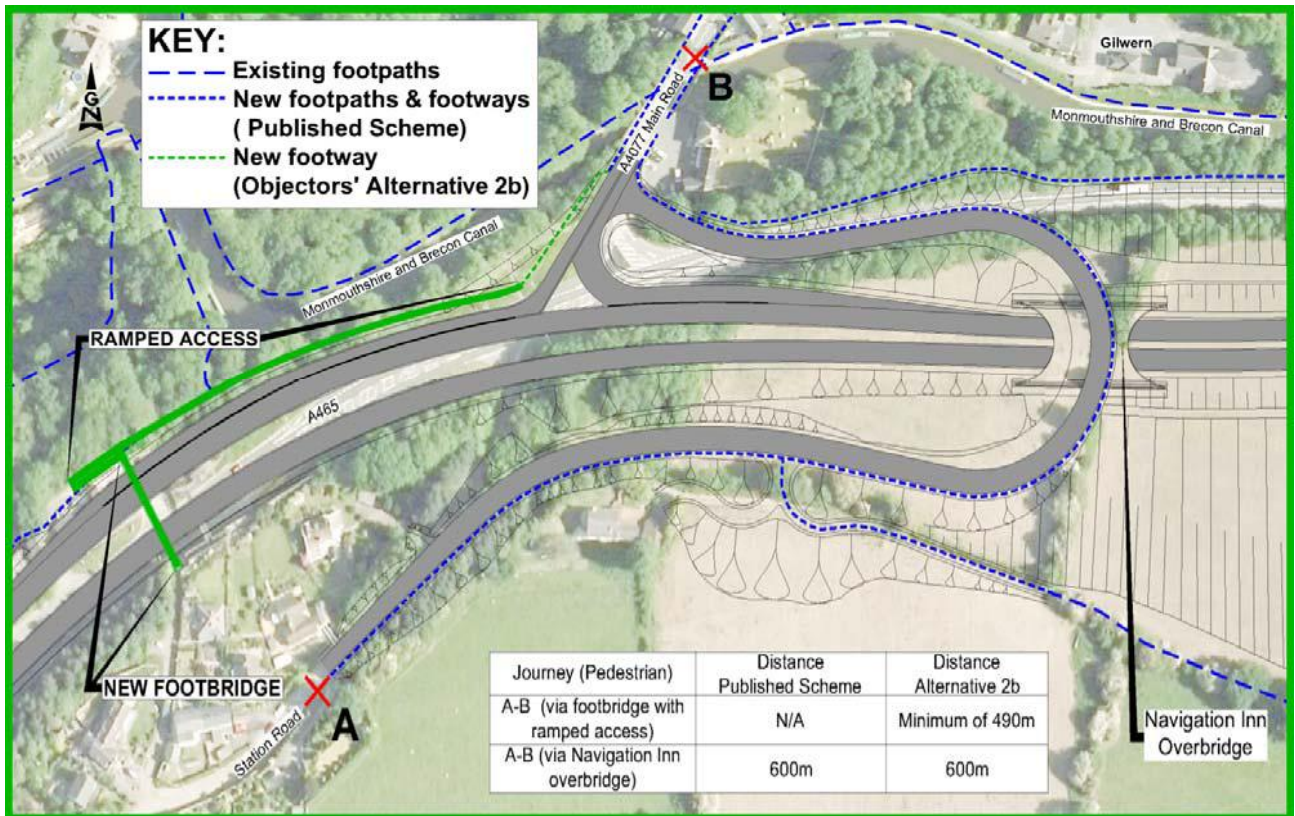 KEY:
Existing footpaths
New footpaths & footways
( Published Scheme)
New footway
(Objectors' Alternative 2b)
GN
B
Gilwern
A4077 Main Road
Monmouthshire and Brecon Canal
Monmouthshire and Brecon Canal
RAMPED ACCESS
A465
NEW FOOTBRIDGE
A
Station Road
Journey (Pedestrian)
Distance
Published Scheme
Distance
Alternative 2b
A-B (via footbridge with
ramped access)
N/A
Minimum of 490m
A-B (via Navigation Inn
overbridge)
600m
600m
Navigation Inn
Overbridge